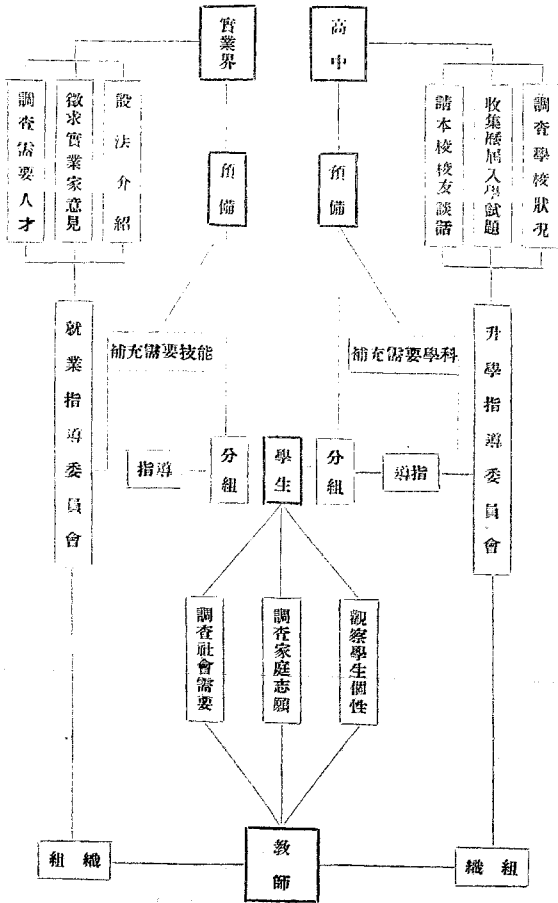 高中
實業界
調查學校狀況
收集歷屆入學試題
請本校校友談話
設法介紹
徵求實業家意見
調查需要人才
預備
預備
升學指導委員會
就業指導委員會
補充需要學科
補充需要技能
導指
分組
學生
分組
指導
觀察學生個性
調查家庭志願
調查社會需要
織組
教師
組織